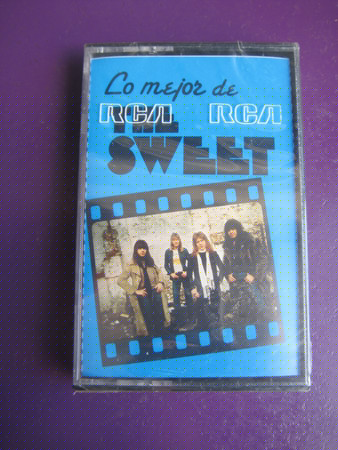 Lo mejor de
RCA RCA
THE
SWEET